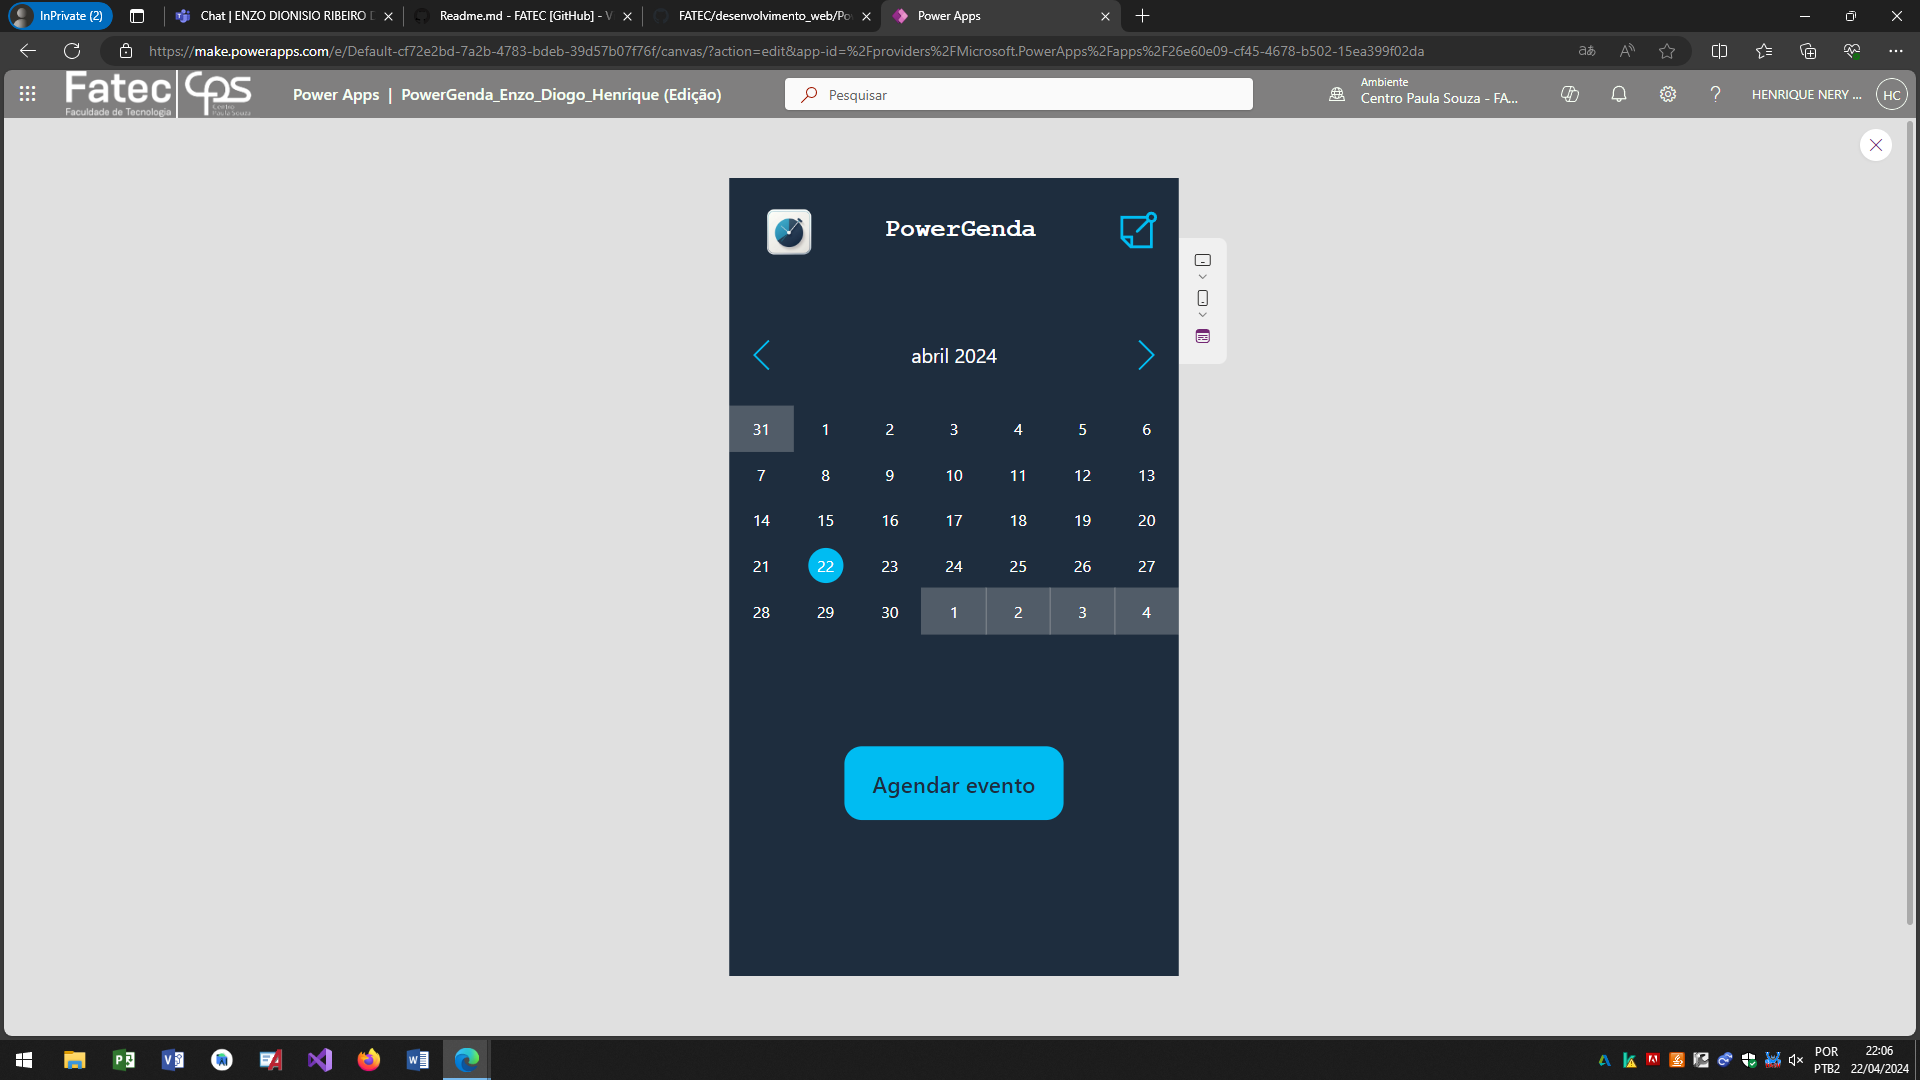 InPrivate (2)
Chat | ENZO DIONISIO RIBEIRO D
Readme.md - FATEC [GitHub] - V
FATEC/desenvolvimento_web/Po
Power Apps
https://make.powerapps.com/e/Default-cf72e2bd-7a2b-4783-bdeb-39d57b07f76f/canvas/?action=edit&app-id=%2Fproviders%2FMicrosoft.PowerApps%2Fapps%2F26e60e09-cf45-4678-b502-15ea399f02da
Fatec
Faculdade de Tecnologia
CPS
Centro
Paula Souza
Power Apps | PowerGenda_Enzo_Diogo_Henrique (Edição)
Pesquisar
Ambiente
Centro Paula Souza - FA...
HENRIQUE NERY ...
HC
PowerGenda
abril 2024
31 1 2 3 4 5 6
7 8 9 10 11 12 13
14 15 16 17 18 19 20
21 22 23 24 25 26 27
28 29 30 1 2 3 4
Agendar evento
POR
PTB2
22:06
22/04/2024